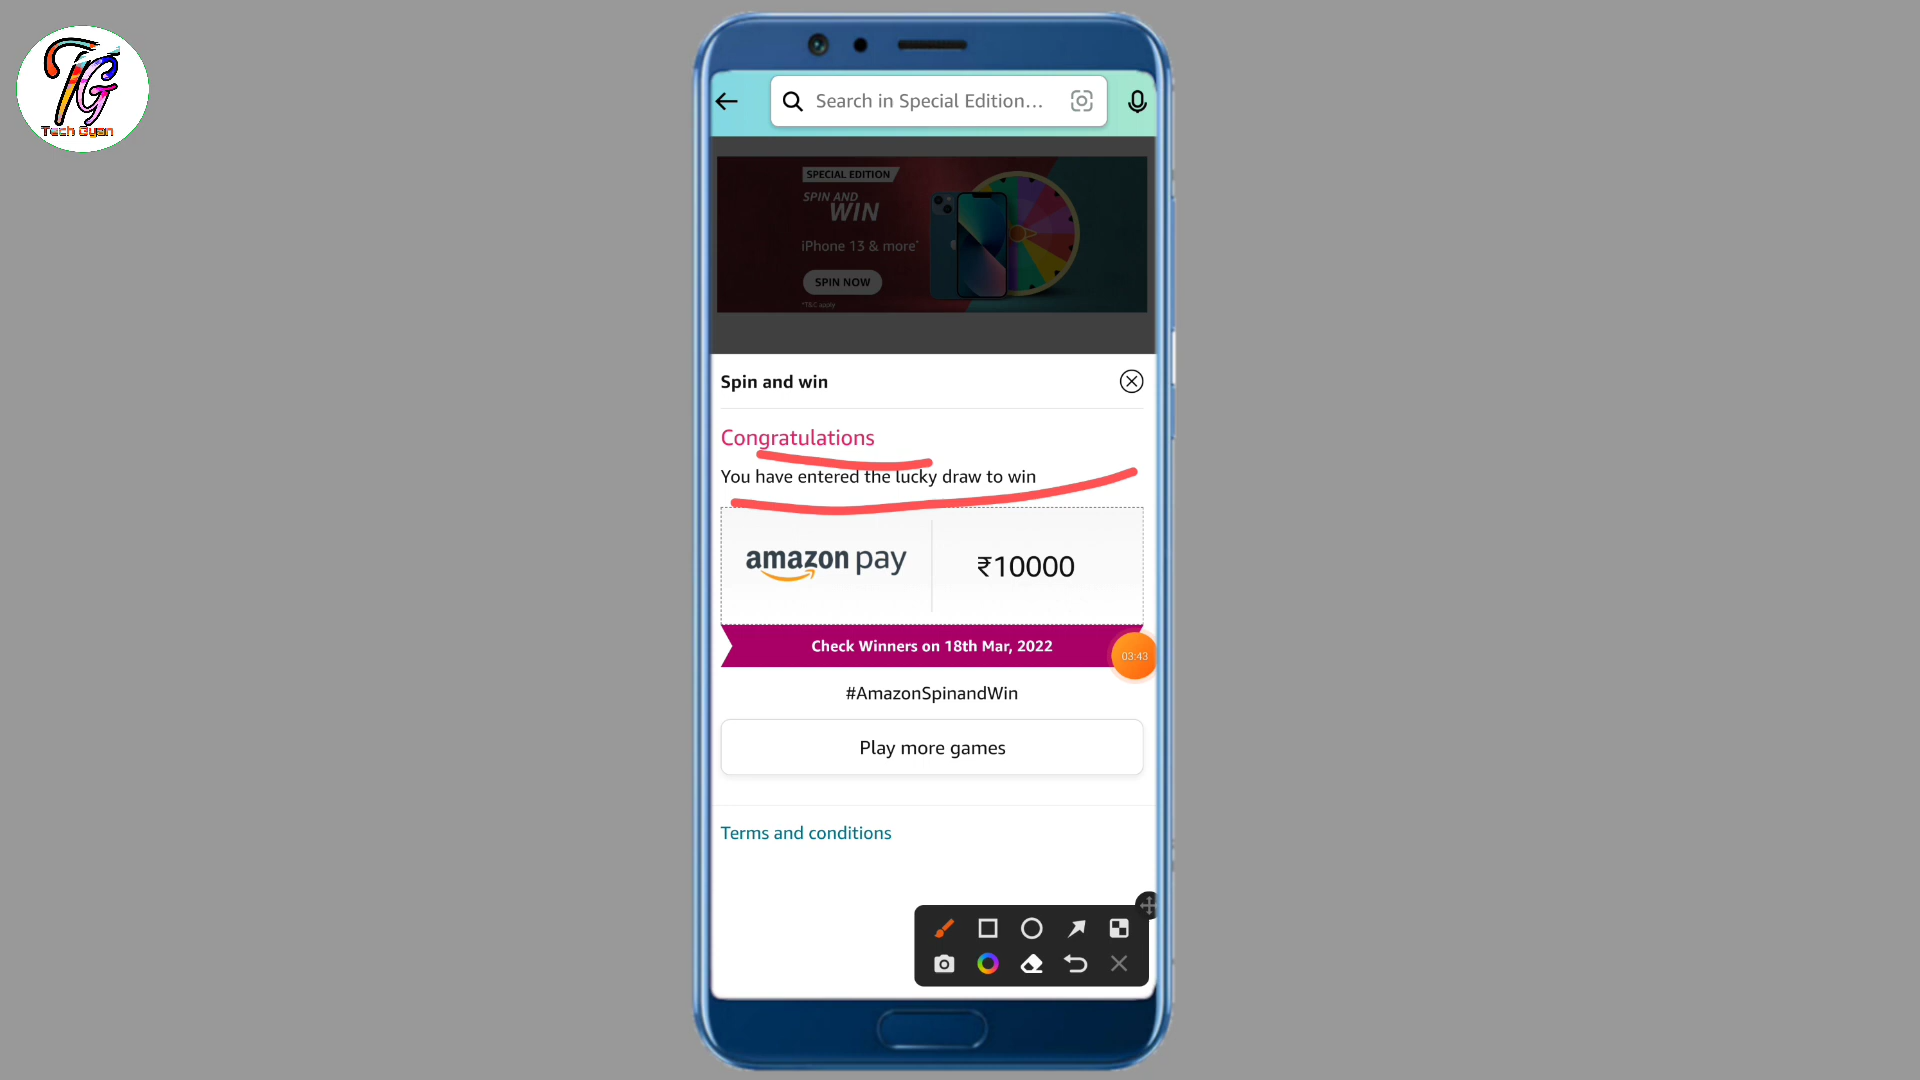 TG
Tech Gyan
Search in Special Edition...
SPECIAL EDITION
SPIN AND
WIN
iPhone 13 & more*
SPIN NOW
*T&C apply
Spin and win
Congratulations
You have entered the lucky draw to win
amazon pay
₹10000
Check Winners on 18th Mar, 2022
03:43
#AmazonSpinandWin
Play more games
Terms and conditions